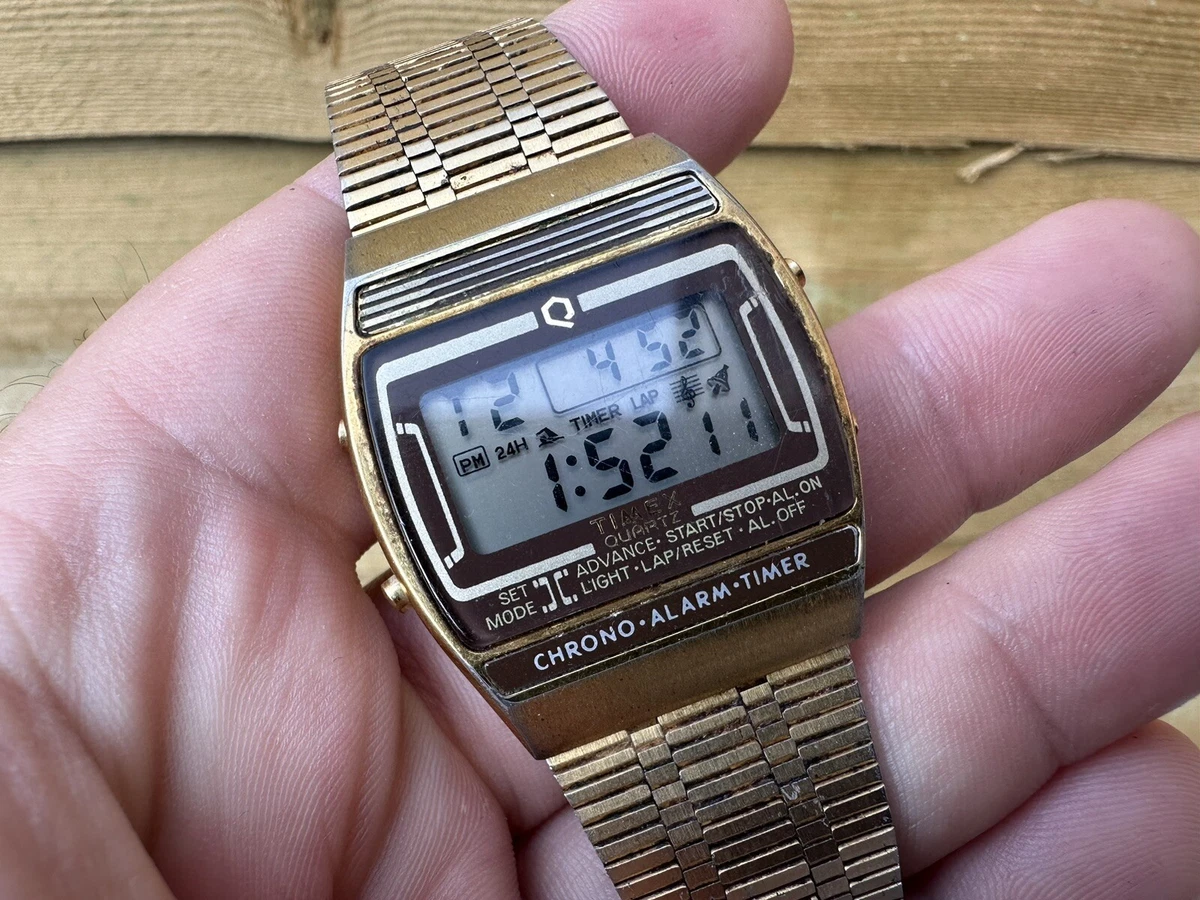 Q
12 4 52
PM 24H TIMER LAP
1:52 11
TIMEX
QUARTZ
ADVANCE · START/STOP · AL. ON
SET
MODE
LIGHT · LAP/RESET · AL. OFF
CHRONO · ALARM · TIMER